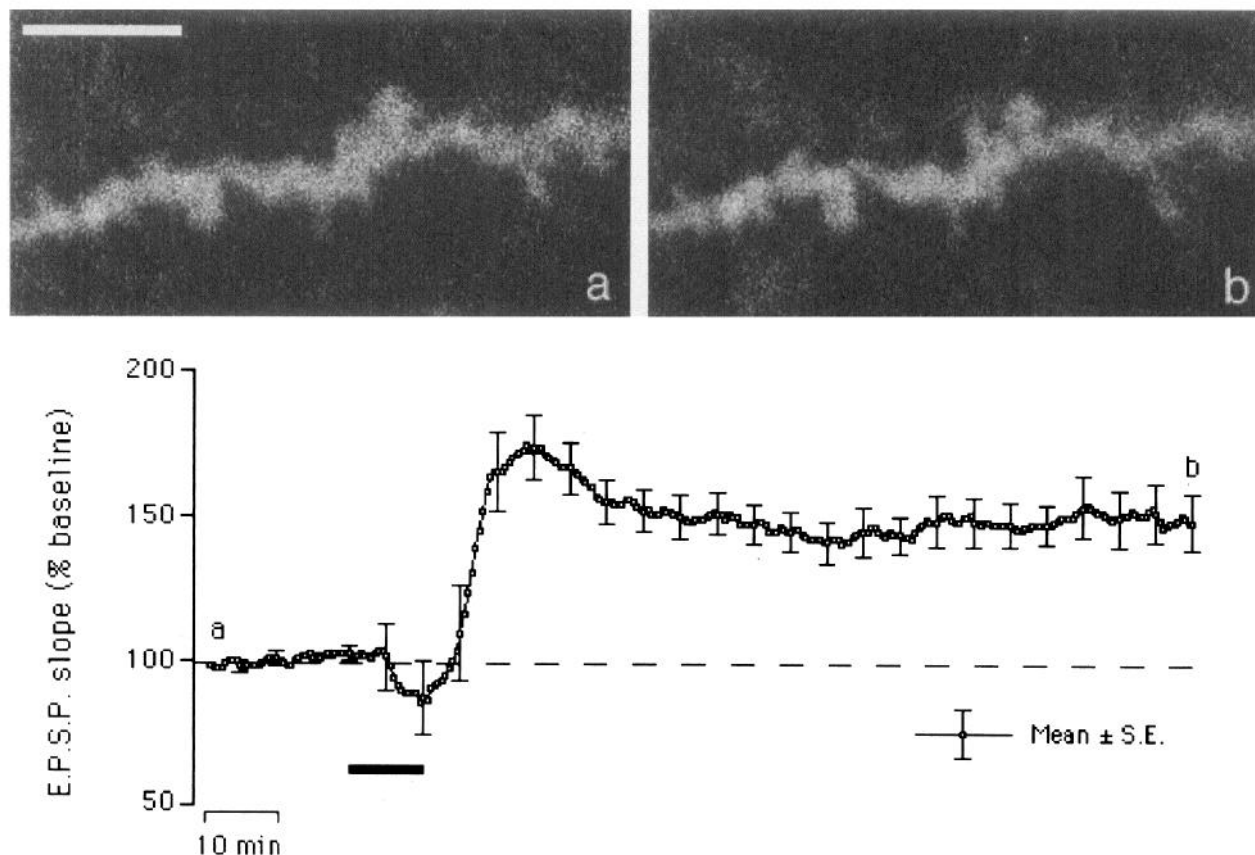 a
b
200
150
100
50
E.P.S.P. slope (% baseline)
a
b
Mean ± S.E.
10 min